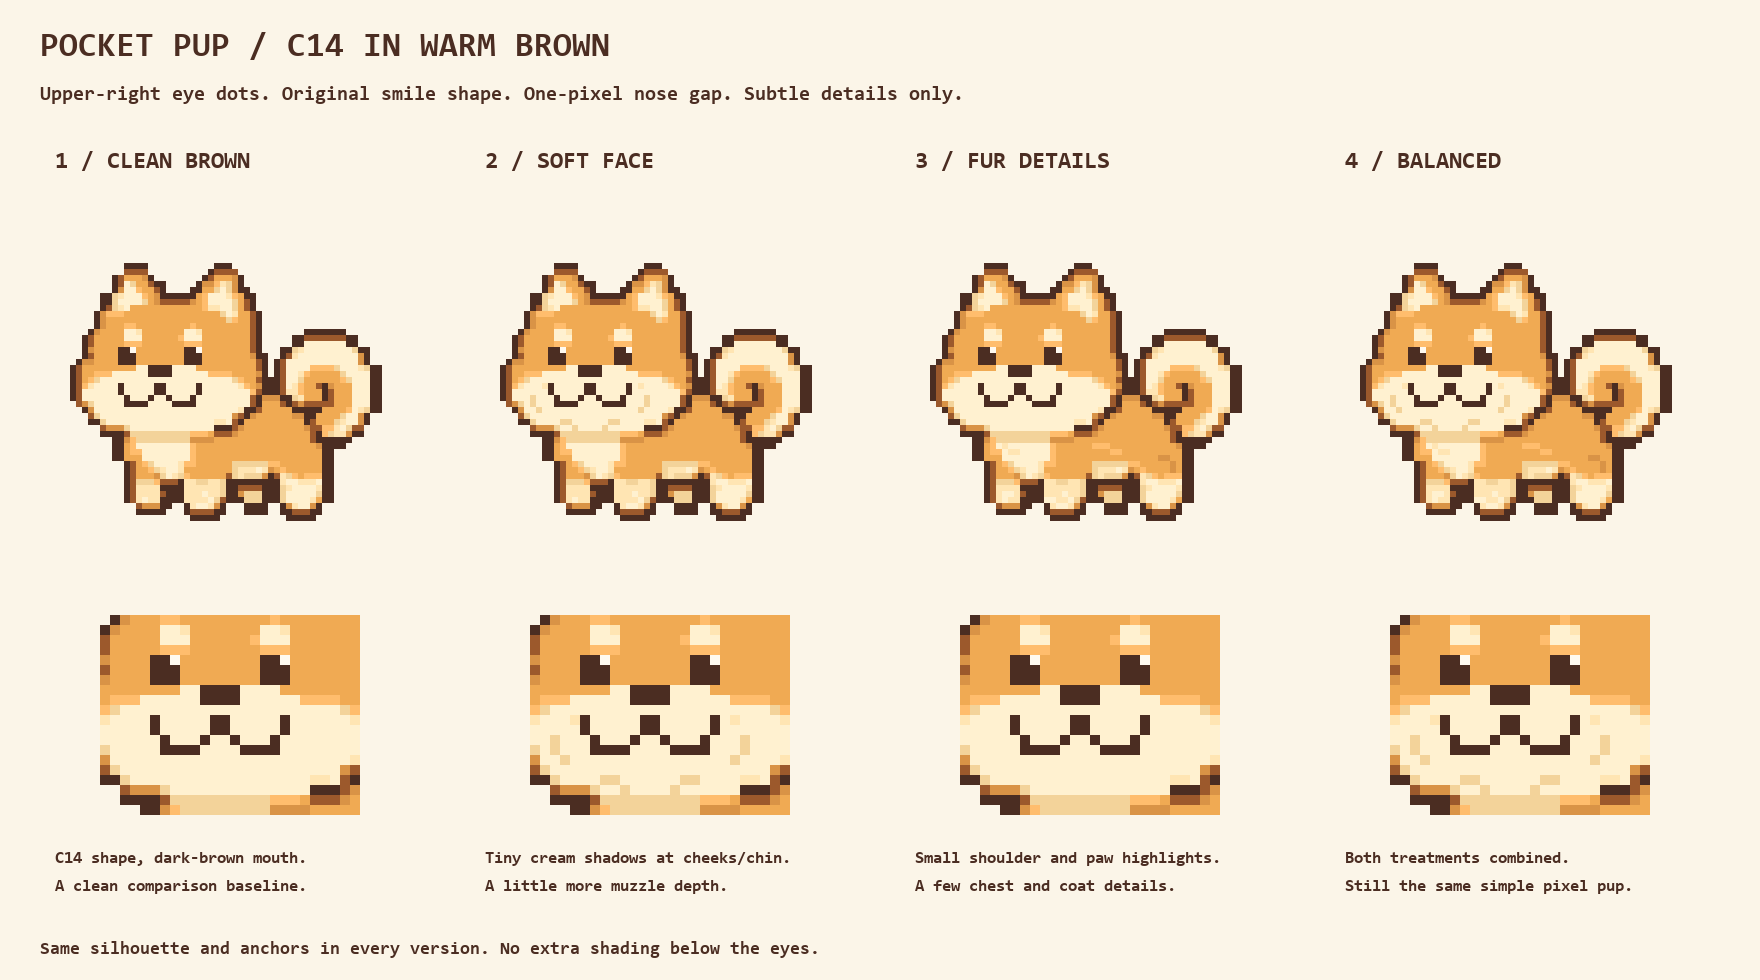 POCKET PUP / C14 IN WARM BROWN
Upper-right eye dots. Original smile shape. One-pixel nose gap. Subtle details only.
1 / CLEAN BROWN
2 / SOFT FACE
3 / FUR DETAILS
4 / BALANCED
C14 shape, dark-brown mouth.
A clean comparison baseline.
Tiny cream shadows at cheeks/chin.
A little more muzzle depth.
Small shoulder and paw highlights.
A few chest and coat details.
Both treatments combined.
Still the same simple pixel pup.
Same silhouette and anchors in every version. No extra shading below the eyes.